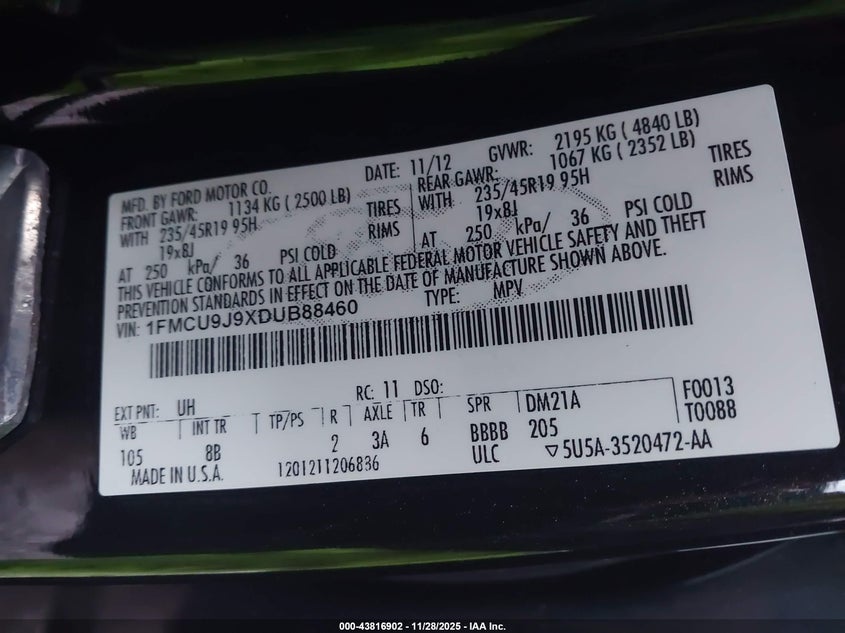 MFD. BY FORD MOTOR CO.
DATE: 11/12
GVWR: 2195 KG ( 4840 LB)
FRONT GAWR: 1134 KG ( 2500 LB)
REAR GAWR: 1067 KG ( 2352 LB)
WITH 235/45R19 95H TIRES
WITH 235/45R19 95H TIRES
19x8J RIMS
19x8J RIMS
AT 250 kPa/ 36 PSI COLD
AT 250 kPa/ 36 PSI COLD
THIS VEHICLE CONFORMS TO ALL APPLICABLE FEDERAL MOTOR VEHICLE SAFETY AND THEFT
PREVENTION STANDARDS IN EFFECT ON THE DATE OF MANUFACTURE SHOWN ABOVE.
VIN: 1FMCU9J9XDUB88460
TYPE: MPV
EXT PNT: UH RC: 11 DSO: F0013
WB INT TR TP/PS R AXLE TR SPR DM21A T0088
105 8B 2 3A 6 BBBB 205
MADE IN U.S.A. 1201211206836 ULC ▽5U5A-3520472-AA
000-43816902 - 11/28/2025 - IAA Inc.